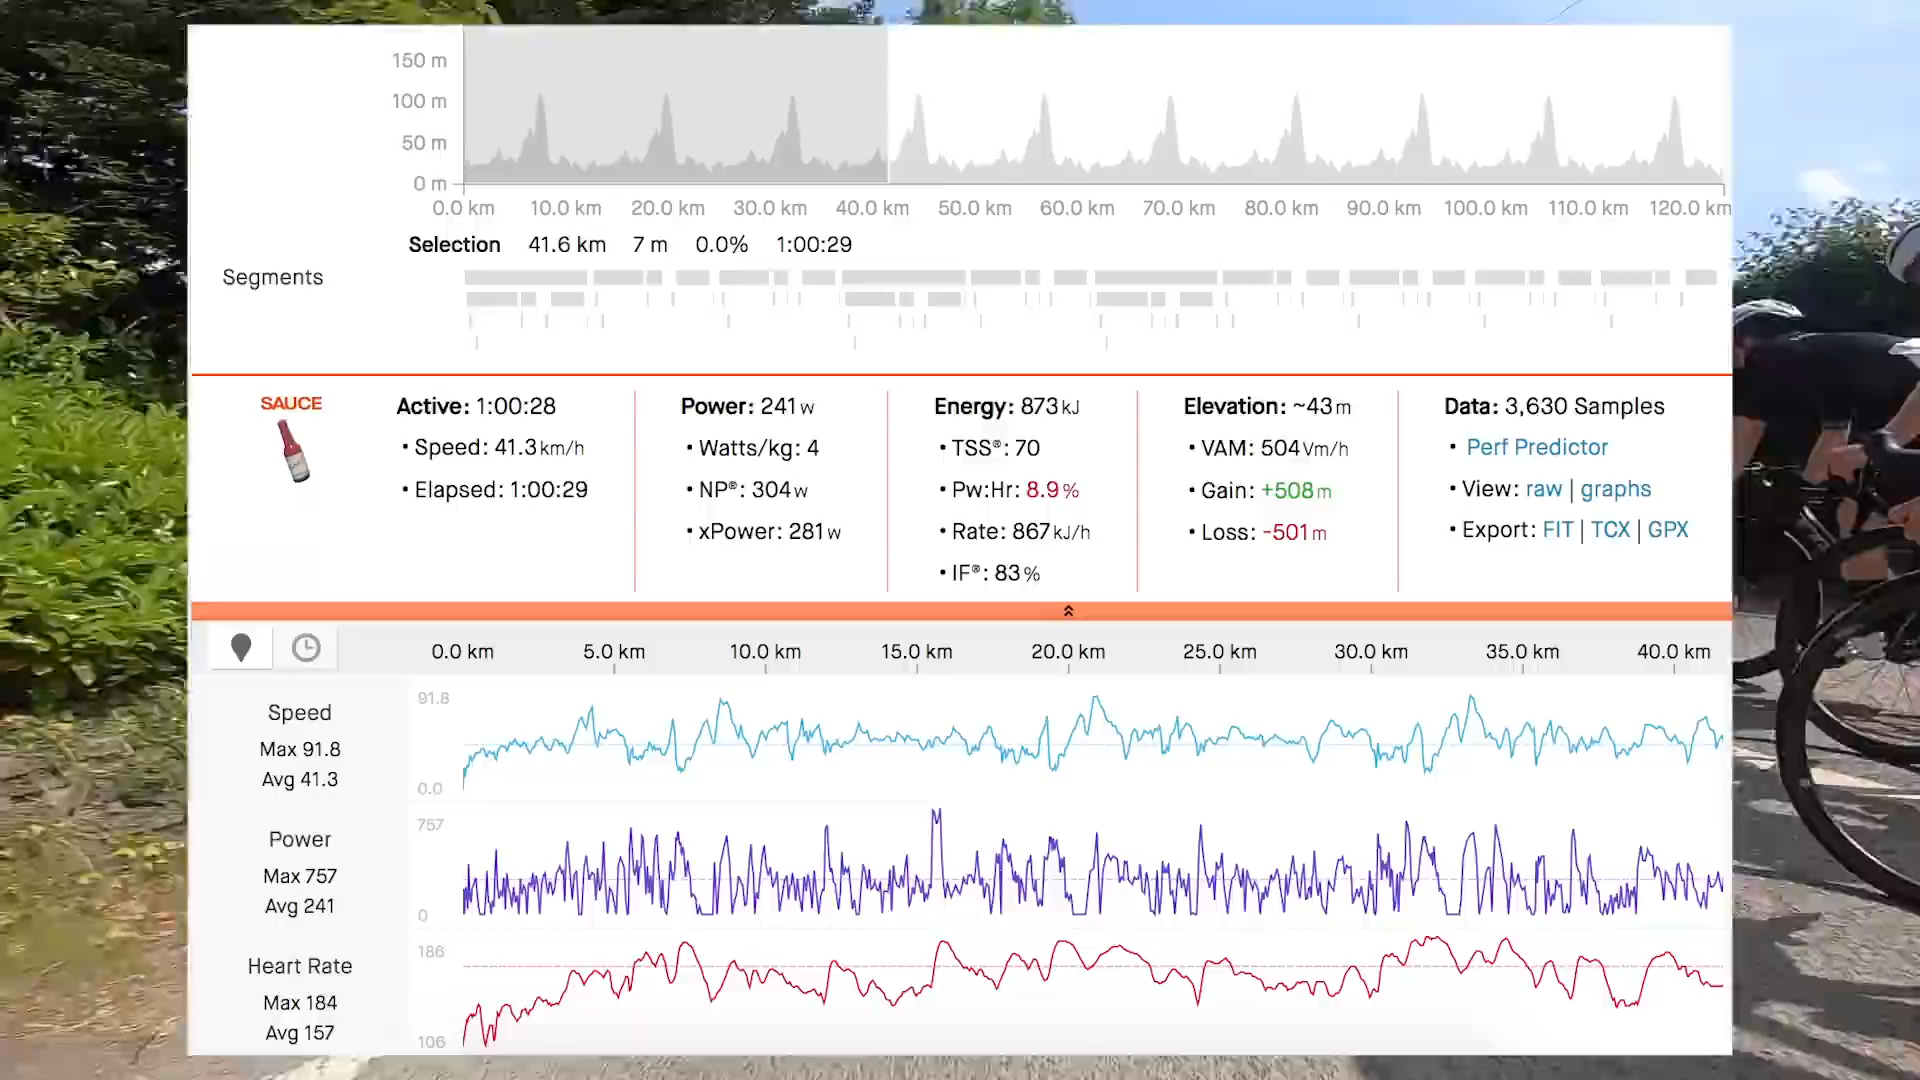 150 m
100 m
50 m
0 m
0.0 km 10.0 km 20.0 km 30.0 km 40.0 km 50.0 km 60.0 km 70.0 km 80.0 km 90.0 km 100.0 km 110.0 km 120.0 km
Selection 41.6 km 7 m 0.0% 1:00:29
Segments
SAUCE
Active: 1:00:28
• Speed: 41.3 km/h
• Elapsed: 1:00:29
Power: 241 w
• Watts/kg: 4
• NP®: 304 w
• xPower: 281 w
Energy: 873 kJ
• TSS®: 70
• Pw:Hr: 8.9 %
• Rate: 867 kJ/h
• IF®: 83 %
Elevation: ~43 m
• VAM: 504 Vm/h
• Gain: +508 m
• Loss: -501 m
Data: 3,630 Samples
• Perf Predictor
• View: raw | graphs
• Export: FIT | TCX | GPX
0.0 km 5.0 km 10.0 km 15.0 km 20.0 km 25.0 km 30.0 km 35.0 km 40.0 km
Speed
Max 91.8
Avg 41.3
91.8
0.0
Power
Max 757
Avg 241
757
0
Heart Rate
Max 184
Avg 157
186
106